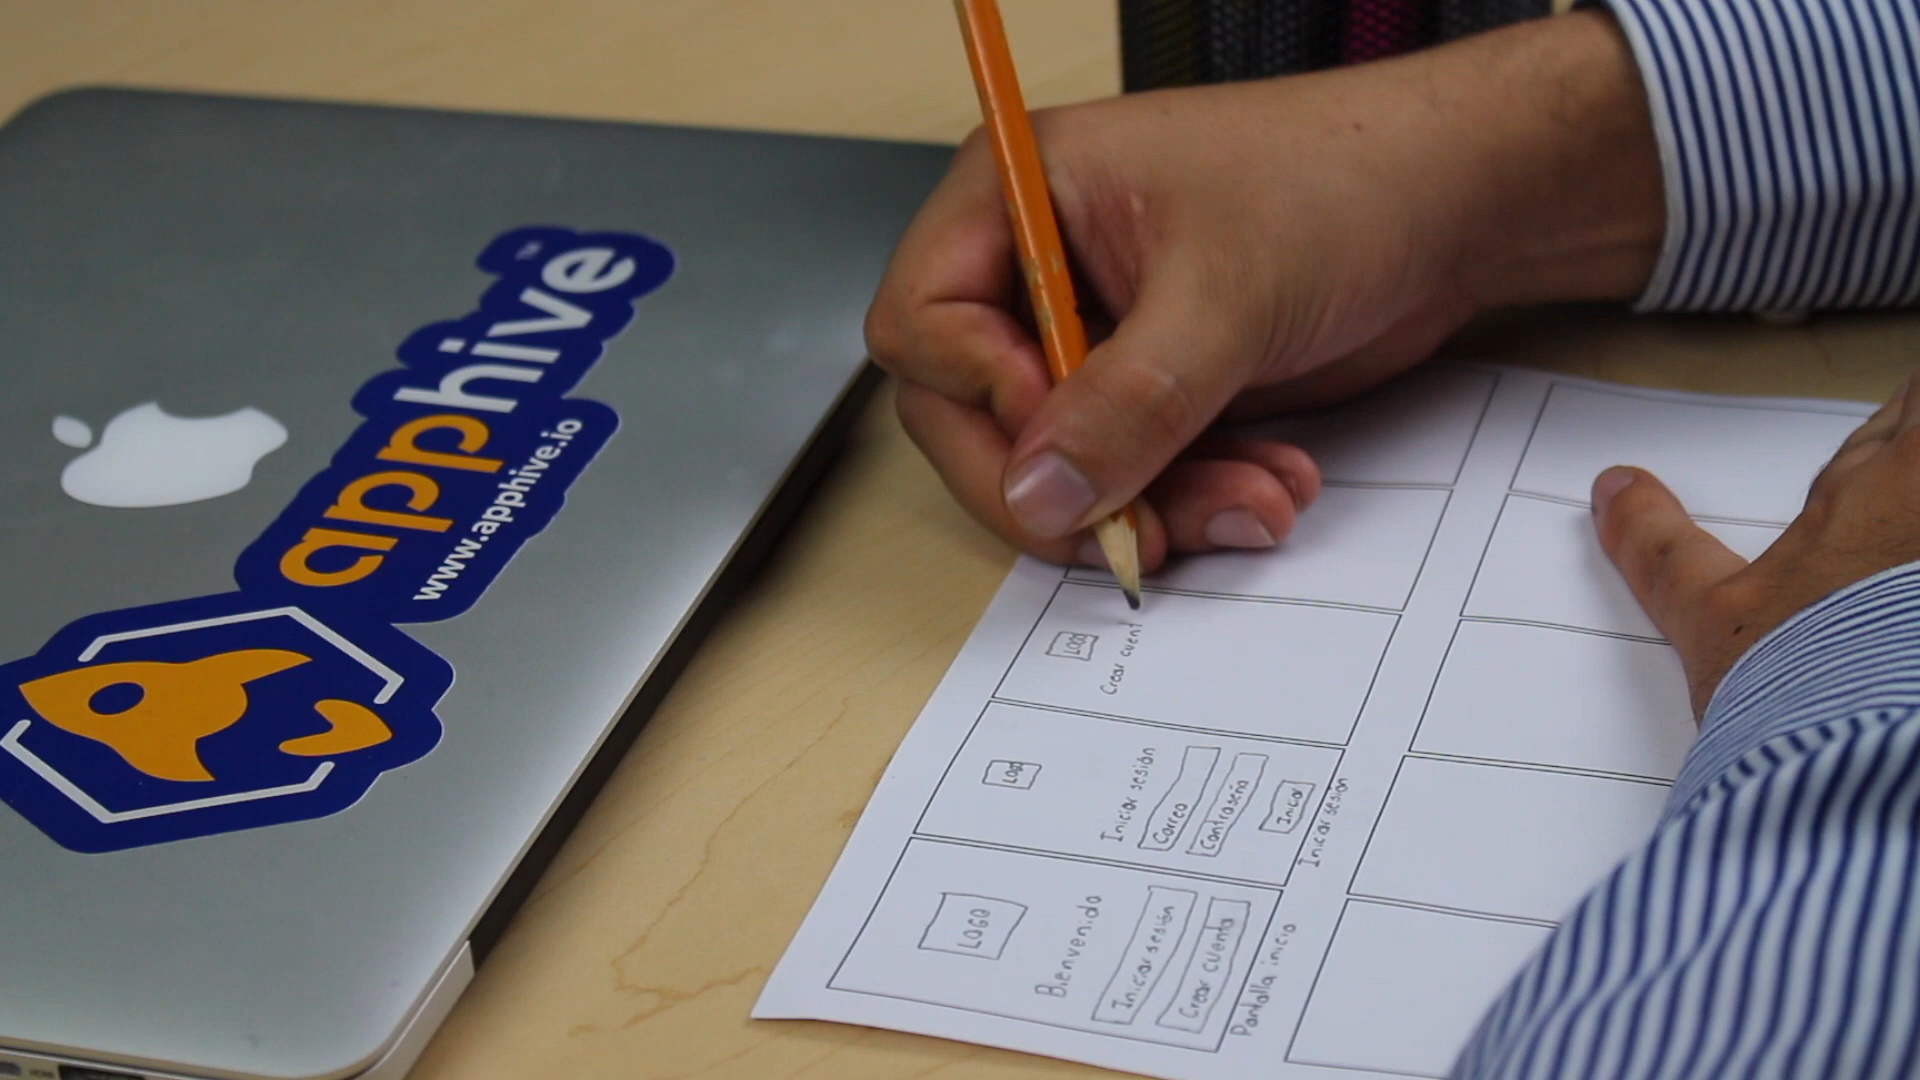 apphive™
www.apphive.io
LOGO
Bienvenido
Iniciar sesión
Crear cuenta
Pantalla inicio
LOGO
Iniciar sesión
Correo
Contraseña
Iniciar
Iniciar sesión
LOGO
Crear cuent